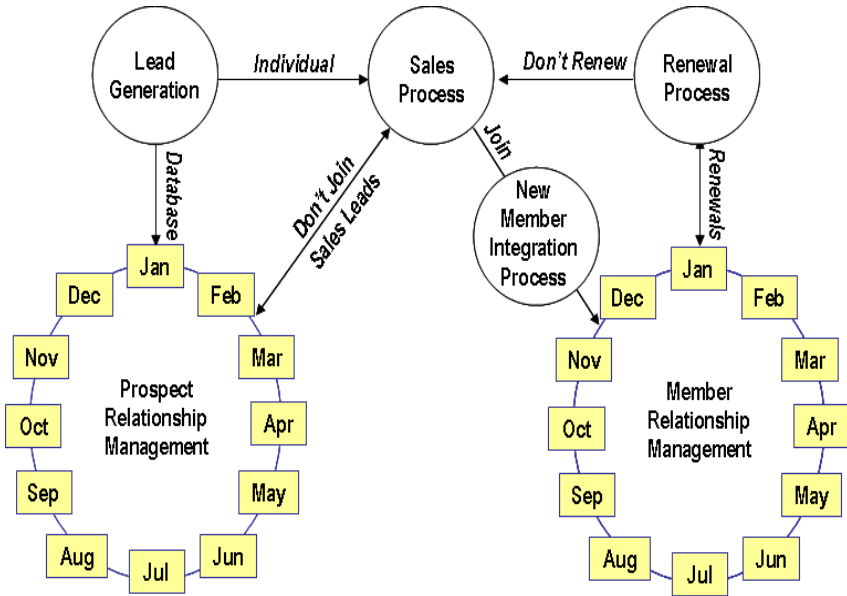 Lead
Generation
Individual
Sales
Process
Don't Renew
Renewal
Process
Database
Don't Join
Sales Leads
Join
New
Member
Integration
Process
Renewals
Jan
Feb
Mar
Apr
May
Jun
Jul
Aug
Sep
Oct
Nov
Dec
Prospect
Relationship
Management
Jan
Feb
Mar
Apr
May
Jun
Jul
Aug
Sep
Oct
Nov
Dec
Member
Relationship
Management